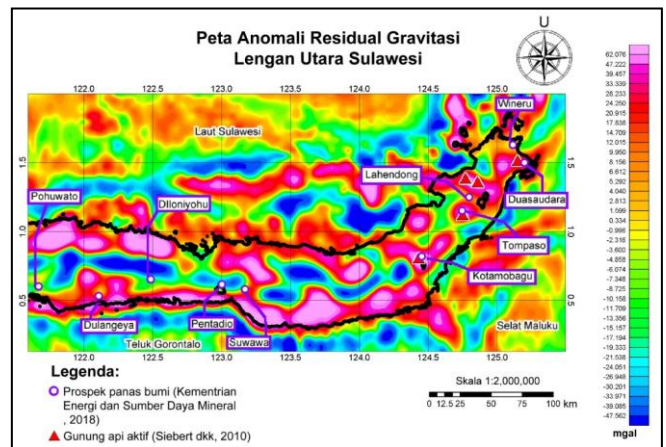 Peta Anomali Residual Gravitasi
Lengan Utara Sulawesi
U
122.0 122.5 123.0 123.5 124.0 124.5 125.0
1.5
1.0
0.5
1.5
1.0
0.5
Laut Sulawesi
Wineru
Lahendong
Duasaudara
Pohuwato
DIloniyohu
Tompaso
Kotamobagu
Dulangeya
Pentadio
Suwawa
Teluk Gorontalo
Selat Maluku
122.0 122.5 123.0 123.5 124.0 124.5 125.0
Legenda:
Prospek panas bumi (Kementrian
Energi dan Sumber Daya Mineral
, 2018)
Gunung api aktif (Siebert dkk, 2010)
Skala 1:2,000,000
0 12.5 25 50 75 100
km
62.076
47.222
39.457
33.339
28.233
24.250
20.915
17.838
14.709
12.015
9.950
8.156
6.612
5.292
4.040
2.813
1.599
0.334
-0.998
-2.316
-3.600
-4.668
-6.074
-7.348
-8.725
-10.156
-11.709
-13.356
-15.157
-17.194
-19.333
-21.538
-24.051
-26.948
-30.201
-33.971
-39.085
-47.562
mgal